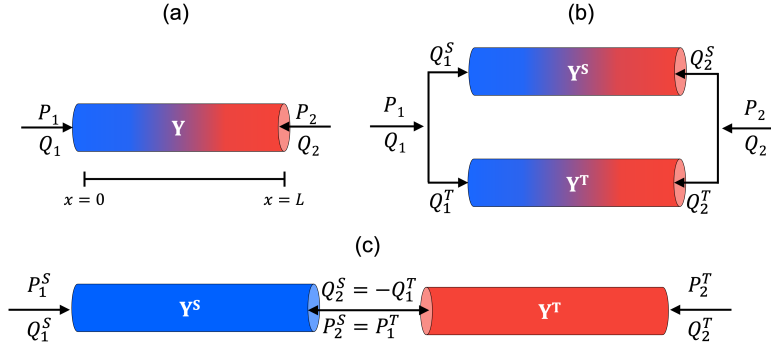 (a)
P₁
Q₁
Y
P₂
Q₂
x = 0
x = L
(b)
P₁
Q₁
Q₁ˢ
Yˢ
Q₂ˢ
Q₁ᵀ
Yᵀ
Q₂ᵀ
P₂
Q₂
(c)
P₁ˢ
Q₁ˢ
Yˢ
Q₂ˢ = −Q₁ᵀ
P₂ˢ = P₁ᵀ
Yᵀ
P₂ᵀ
Q₂ᵀ